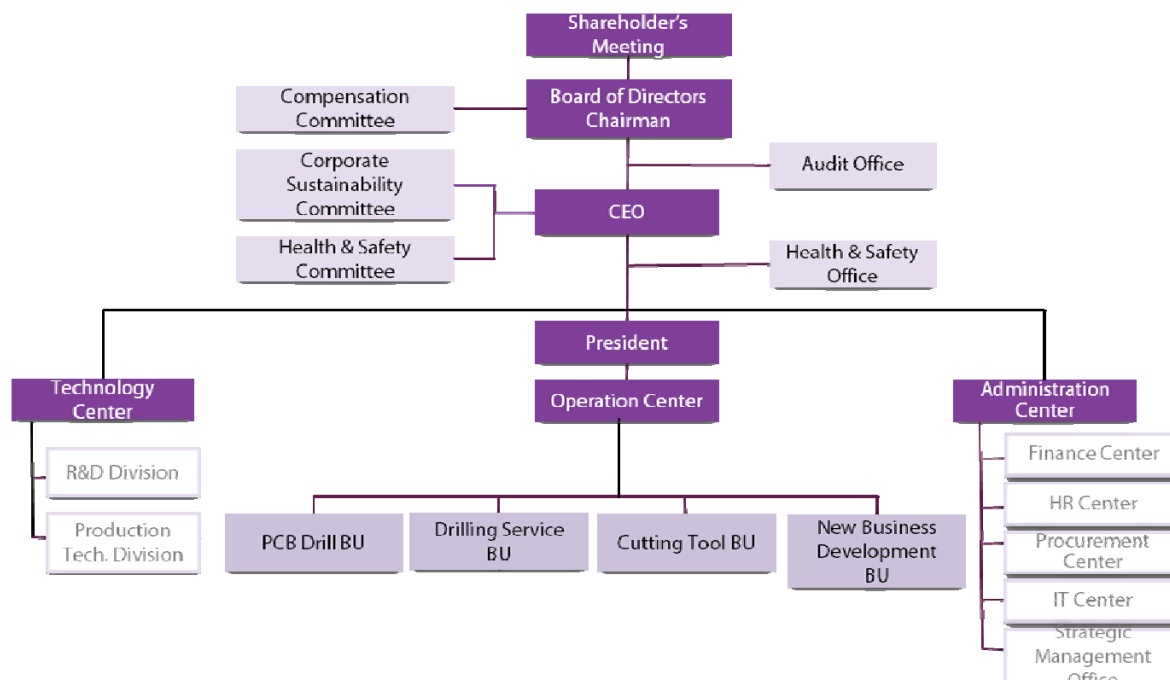 Shareholder's
Meeting
Compensation
Committee
Board of Directors
Chairman
Corporate
Sustainability
Committee
Audit Office
CEO
Health & Safety
Committee
Health & Safety
Office
President
Technology
Center
Operation Center
Administration
Center
R&D Division
Production
Tech. Division
PCB Drill BU
Drilling Service
BU
Cutting Tool BU
New Business
Development
BU
Finance Center
HR Center
Procurement
Center
IT Center
Strategic
Management
Office